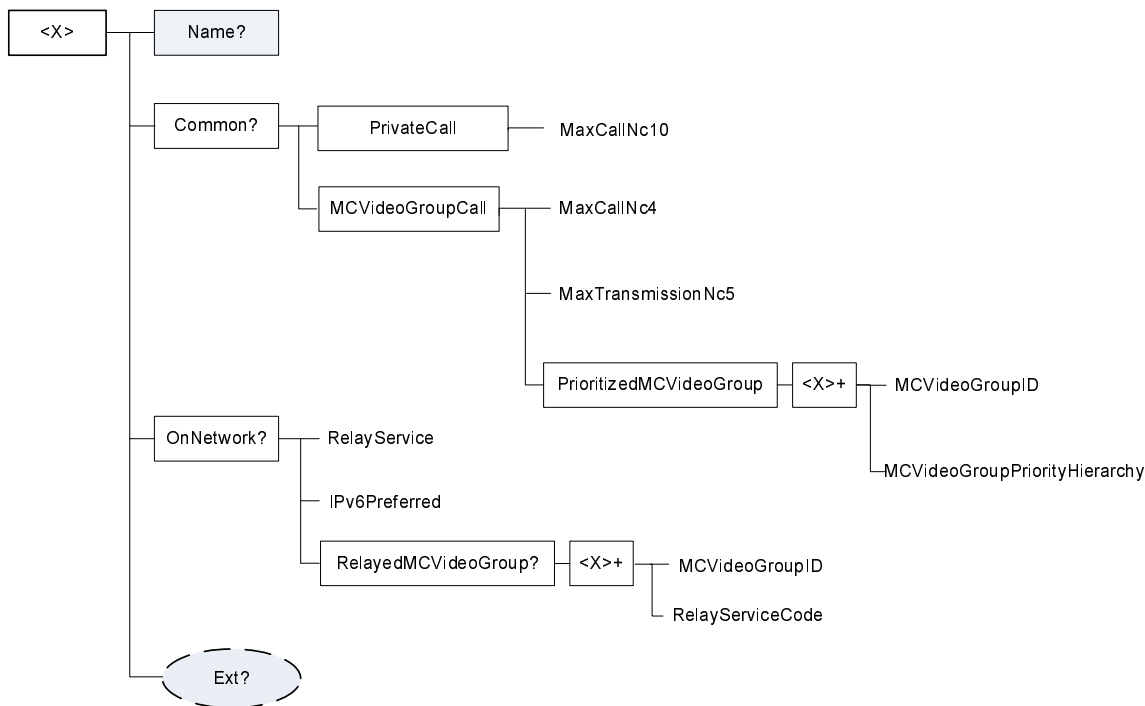 <X>
Name?
Common?
PrivateCall
MaxCallNc10
MCVideoGroupCall
MaxCallNc4
MaxTransmissionNc5
PrioritizedMCVideoGroup
<X>+
MCVideoGroupID
MCVideoGroupPriorityHierarchy
OnNetwork?
RelayService
IPv6Preferred
RelayedMCVideoGroup?
<X>+
MCVideoGroupID
RelayServiceCode
Ext?